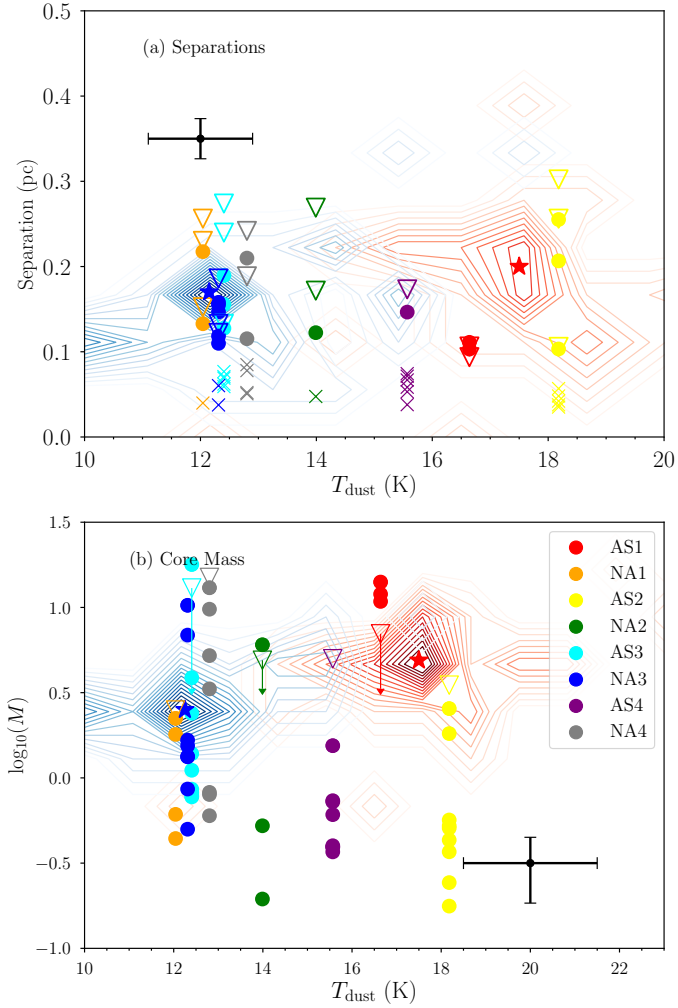 0.5
(a) Separations
0.4
0.3
Separation (pc)
0.2
0.1
0.0
10 12 14 16 18 20
T_dust (K)
1.5
(b) Core Mass
AS1
NA1
AS2
NA2
AS3
NA3
AS4
NA4
1.0
0.5
log₁₀(M)
0.0
−0.5
−1.0
10 12 14 16 18 20 22
T_dust (K)